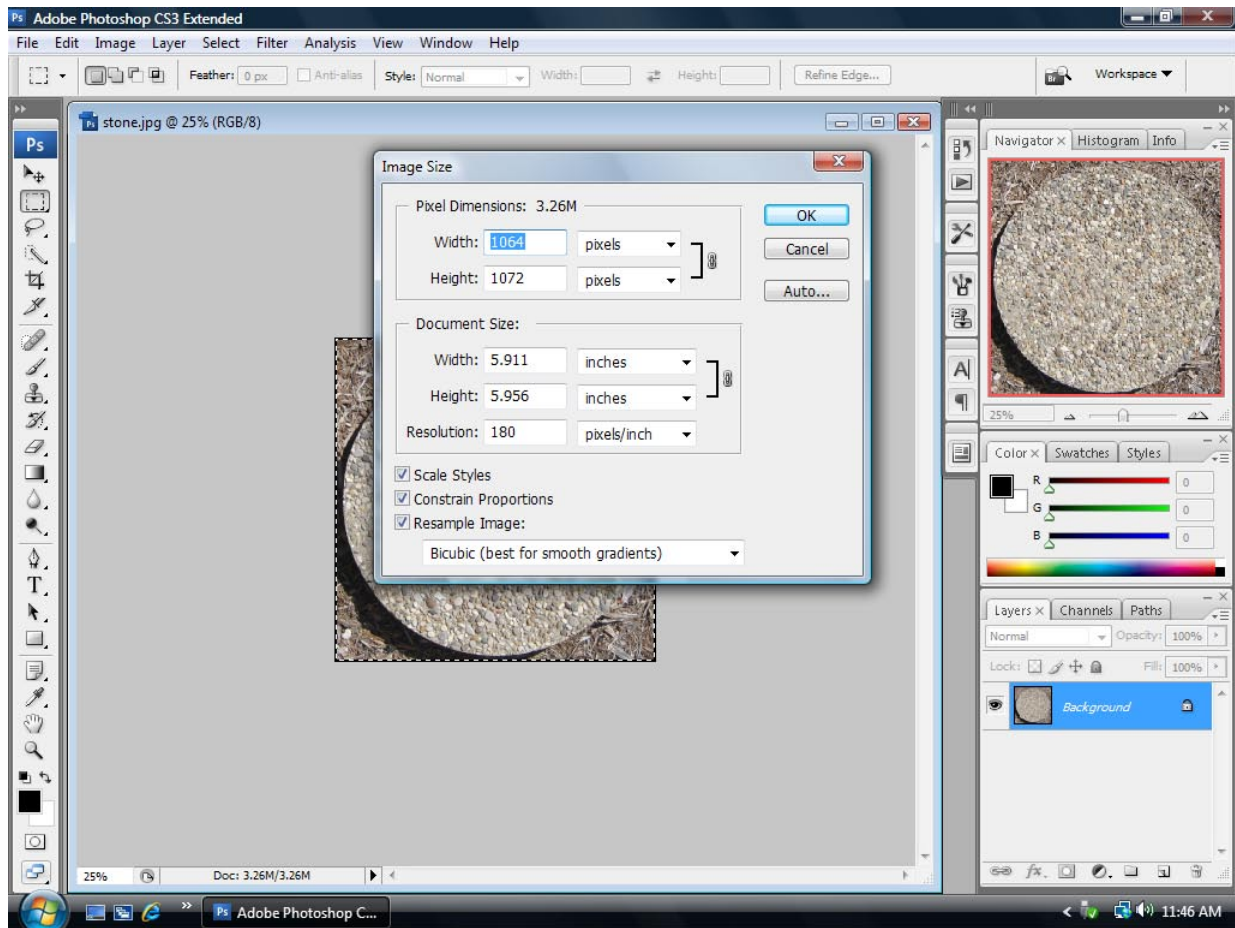 Ps Adobe Photoshop CS3 Extended
File Edit Image Layer Select Filter Analysis View Window Help
Feather: 0 px Anti-alias Style: Normal Width: Height: Refine Edge... Br Workspace
stone.jpg @ 25% (RGB/8)
Ps
T
Image Size
Pixel Dimensions: 3.26M
Width: 1064 pixels
Height: 1072 pixels
Document Size:
Width: 5.911 inches
Height: 5.956 inches
Resolution: 180 pixels/inch
Scale Styles
Constrain Proportions
Resample Image:
Bicubic (best for smooth gradients)
OK
Cancel
Auto...
A
Navigator × Histogram Info
25%
Color × Swatches Styles
R 0
G 0
B 0
Layers × Channels Paths
Normal Opacity: 100%
Lock: Fill: 100%
Background
fx.
25% Doc: 3.26M/3.26M
Ps Adobe Photoshop C... 11:46 AM